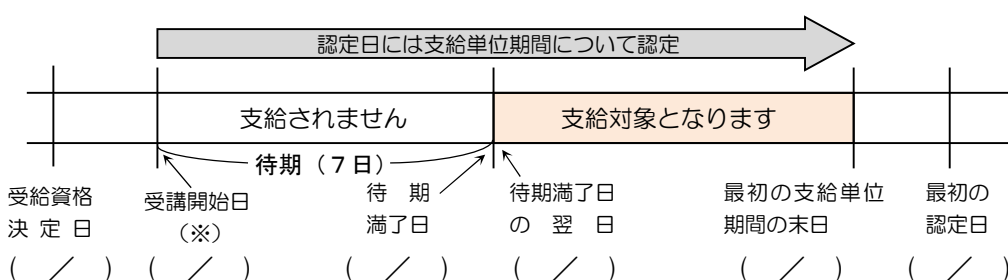 認定日には支給単位期間について認定
支給されません
支給対象となります
待期（７日）
受給資格
決 定 日
受講開始日
（※）
待　期
満了日
待期満了日
の　翌　日
最初の支給単位
期間の末日
最初の
認定日
（　／　）（　／　）　（　／　）　（　／　）　（　／　）　（　／　）